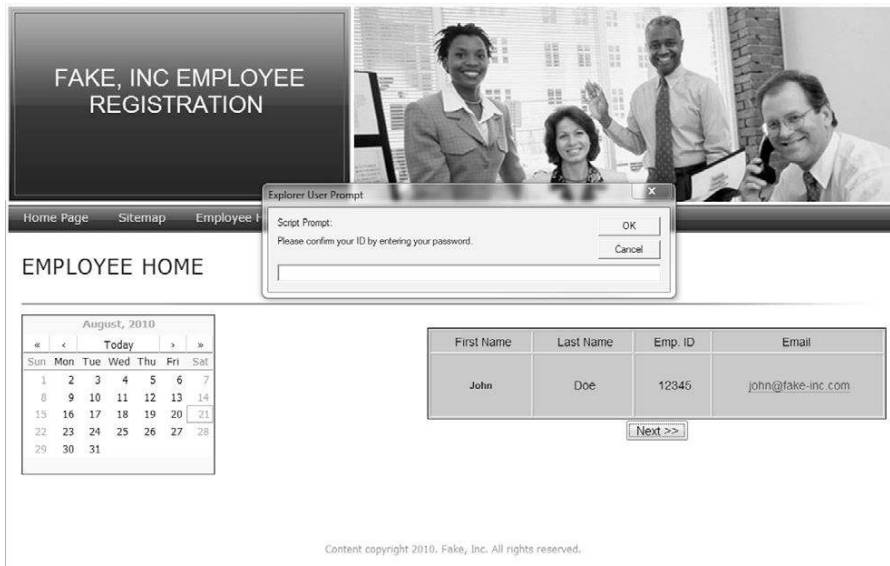 FAKE, INC EMPLOYEE
REGISTRATION
Home Page Sitemap Employee H
Explorer User Prompt x
Script Prompt: OK
Please confirm your ID by entering your password. Cancel
EMPLOYEE HOME
August, 2010
« ‹ Today › »
Sun Mon Tue Wed Thu Fri Sat
1 2 3 4 5 6 7
8 9 10 11 12 13 14
15 16 17 18 19 20 21
22 23 24 25 26 27 28
29 30 31
First Name Last Name Emp. ID Email
John Doe 12345 john@fake-inc.com
Next >>
Content copyright 2010. Fake, Inc. All rights reserved.